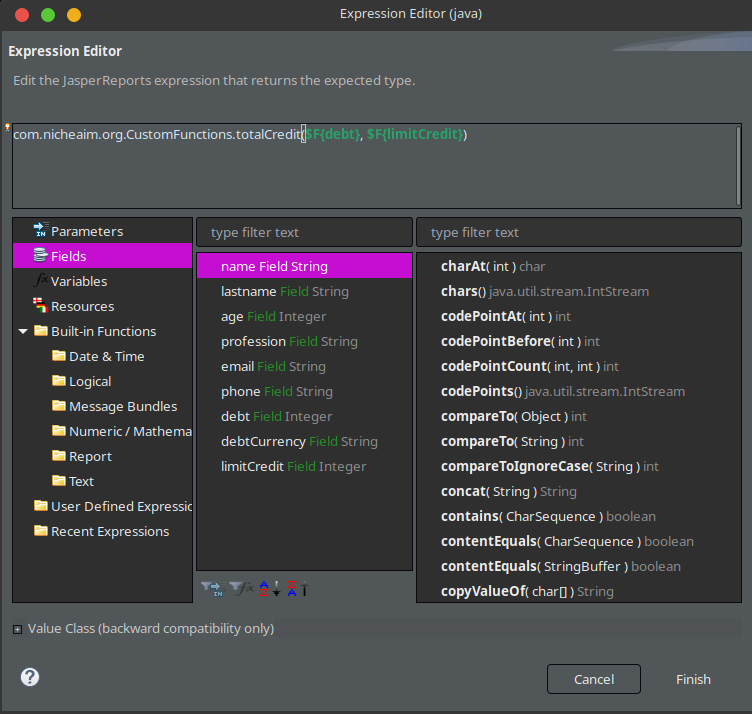 Expression Editor (java)
Expression Editor
Edit the JasperReports expression that returns the expected type.
com.nicheaim.org.CustomFunctions.totalCredit($F{debt}, $F{limitCredit})
Parameters
Fields
Variables
Resources
Built-in Functions
Date & Time
Logical
Message Bundles
Numeric / Mathema
Report
Text
User Defined Expressic
Recent Expressions
type filter text
name Field String
lastname Field String
age Field Integer
profession Field String
email Field String
phone Field String
debt Field Integer
debtCurrency Field String
limitCredit Field Integer
type filter text
charAt( int ) char
chars() java.util.stream.IntStream
codePointAt( int ) int
codePointBefore( int ) int
codePointCount( int, int ) int
codePoints() java.util.stream.IntStream
compareTo( Object ) int
compareTo( String ) int
compareToIgnoreCase( String ) int
concat( String ) String
contains( CharSequence ) boolean
contentEquals( CharSequence ) boolean
contentEquals( StringBuffer ) boolean
copyValueOf( char[] ) String
Value Class (backward compatibility only)
Cancel
Finish